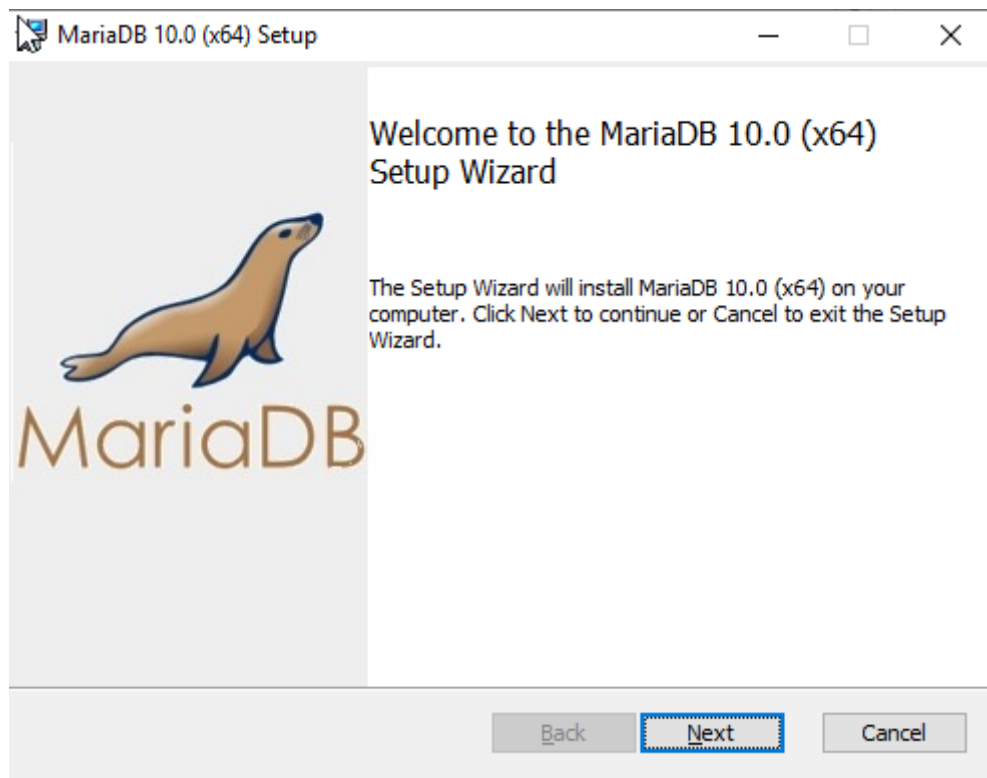 MariaDB 10.0 (x64) Setup
Welcome to the MariaDB 10.0 (x64)
Setup Wizard
The Setup Wizard will install MariaDB 10.0 (x64) on your
computer. Click Next to continue or Cancel to exit the Setup
Wizard.
MariaDB
Back Next Cancel